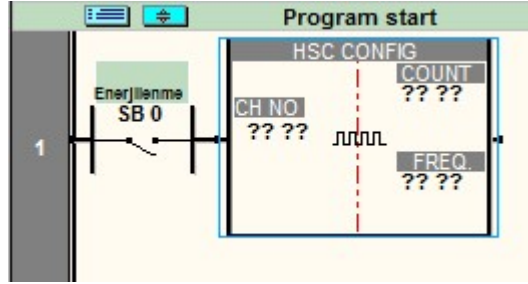 Program start
1
Enerjilenme
SB 0
HSC CONFIG
CH NO
?? ??
COUNT
?? ??
FREQ.
?? ??